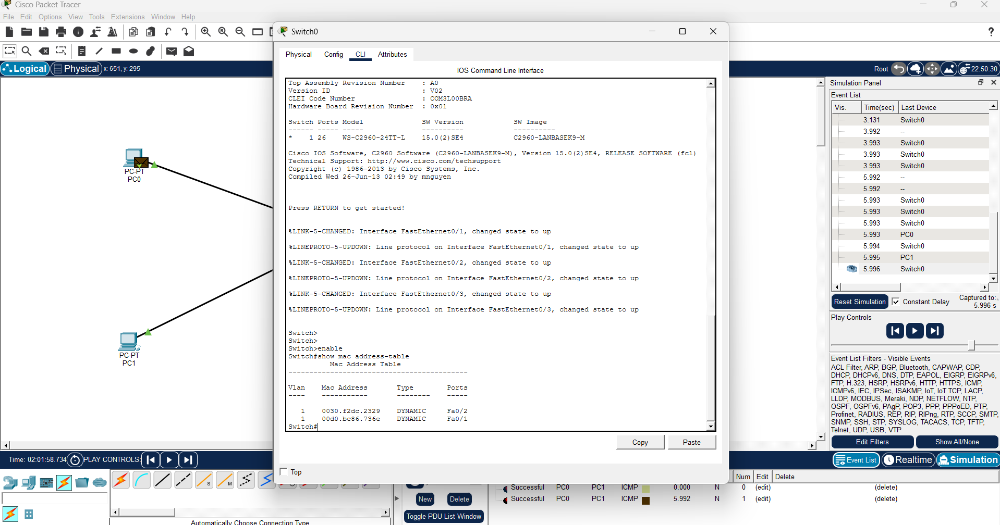 Cisco Packet Tracer
File Edit Options View Tools Extensions Window Help
Logical Physical x: 651, y: 295
Root 22:50:30
PC-PT
PC0
PC-PT
PC1
Switch0
Physical Config CLI Attributes
IOS Command Line Interface
Top Assembly Revision Number : A0
Version ID : V02
CLEI Code Number : COM3L00BRA
Hardware Board Revision Number : 0x01
Switch Ports Model SW Version SW Image
------ ----- ----- ---------- ----------
* 1 26 WS-C2960-24TT-L 15.0(2)SE4 C2960-LANBASEK9-M
Cisco IOS Software, C2960 Software (C2960-LANBASEK9-M), Version 15.0(2)SE4, RELEASE SOFTWARE (fc1)
Technical Support: http://www.cisco.com/techsupport
Copyright (c) 1986-2013 by Cisco Systems, Inc.
Compiled Wed 26-Jun-13 02:49 by mnguyen
Press RETURN to get started!
%LINK-5-CHANGED: Interface FastEthernet0/1, changed state to up
%LINEPROTO-5-UPDOWN: Line protocol on Interface FastEthernet0/1, changed state to up
%LINK-5-CHANGED: Interface FastEthernet0/2, changed state to up
%LINEPROTO-5-UPDOWN: Line protocol on Interface FastEthernet0/2, changed state to up
%LINK-5-CHANGED: Interface FastEthernet0/3, changed state to up
%LINEPROTO-5-UPDOWN: Line protocol on Interface FastEthernet0/3, changed state to up
Switch>
Switch>
Switch>enable
Switch#show mac address-table
Mac Address Table
-------------------------------------------
Vlan Mac Address Type Ports
---- ----------- -------- -----
1 0030.f2dc.2329 DYNAMIC Fa0/2
1 00d0.bc86.736e DYNAMIC Fa0/1
Switch#
Copy Paste
Top
Simulation Panel
Event List
Vis. Time(sec) Last Device
3.131 Switch0
3.992 --
3.993 Switch0
3.993 Switch0
3.993 Switch0
5.992 --
5.992 --
5.993 Switch0
5.993 Switch0
5.993 Switch0
5.993 PC0
5.994 Switch0
5.995 PC1
5.996 Switch0
Reset Simulation Constant Delay Captured to:
5.996 s
Play Controls
Event List Filters - Visible Events
ACL Filter, ARP, BGP, Bluetooth, CAPWAP, CDP,
DHCP, DHCPv6, DNS, DTP, EAPOL, EIGRP, EIGRPv6,
FTP, H.323, HSRP, HSRPv6, HTTP, HTTPS, ICMP,
ICMPv6, IEC, IPSec, ISAKMP, IoT, IoT TCP, LACP,
LLDP, MODBUS, Meraki, NDP, NETFLOW, NTP,
OSPF, OSPFv6, PAgP, POP3, PPP, PPPoED, PTP,
Profinet, RADIUS, REP, RIP, RIPng, RTP, SCCP, SMTP,
SNMP, SSH, STP, SYSLOG, TACACS, TCP, TFTP,
Telnet, UDP, USB, VTP
Edit Filters Show All/None
Time: 02:01:58.734 PLAY CONTROLS:
Event List Realtime Simulation
S M
Automatically Choose Connection Type
New Delete
Toggle PDU List Window
Num Edit Delete
Successful PC0 PC1 ICMP 0.000 N 0 (edit) (delete)
Successful PC0 PC1 ICMP 5.992 N 1 (edit) (delete)